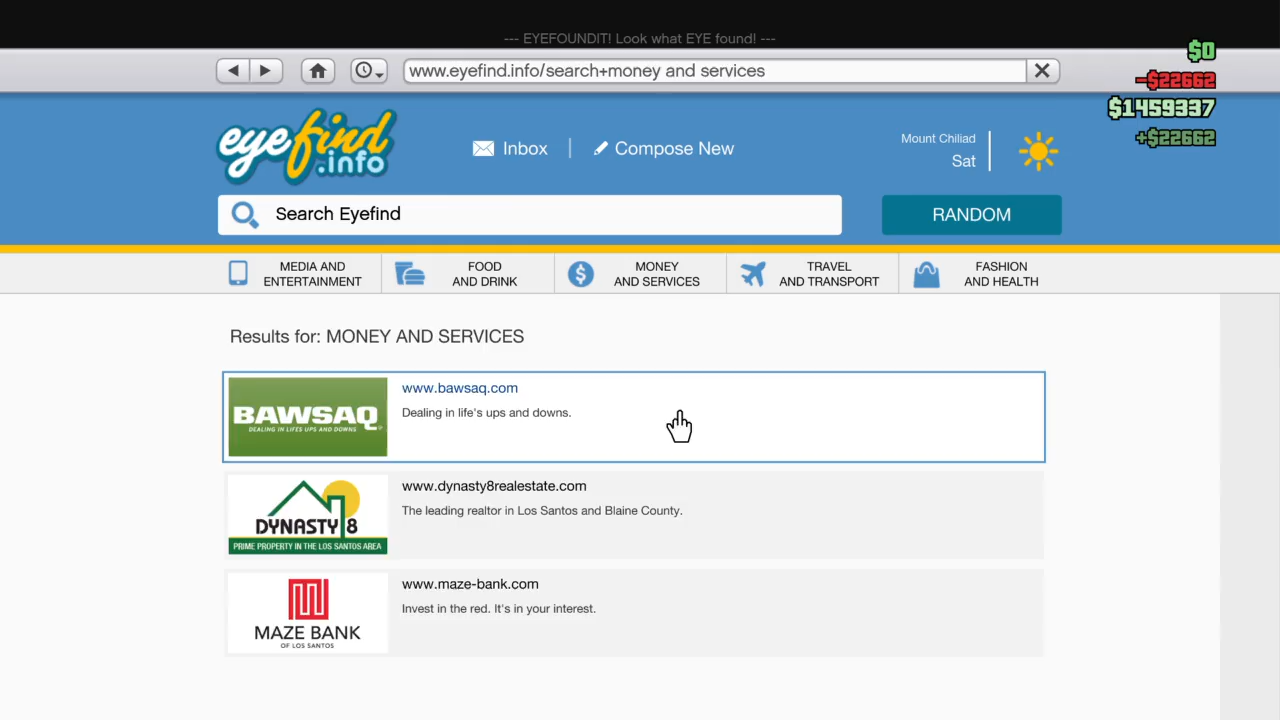 --- EYEFOUNDIT! Look what EYE found! ---
www.eyefind.info/search+money and services
$0
-$22662
$1459337
+$22662
eyefind
.info
Inbox
Compose New
Mount Chiliad
Sat
Search Eyefind
RANDOM
MEDIA AND
ENTERTAINMENT
FOOD
AND DRINK
MONEY
AND SERVICES
TRAVEL
AND TRANSPORT
FASHION
AND HEALTH
Results for: MONEY AND SERVICES
BAWSAQ
DEALING IN LIFES UPS AND DOWNS
www.bawsaq.com
Dealing in life's ups and downs.
DYNASTY 8
PRIME PROPERTY IN THE LOS SANTOS AREA
www.dynasty8realestate.com
The leading realtor in Los Santos and Blaine County.
MAZE BANK
OF LOS SANTOS
www.maze-bank.com
Invest in the red. It's in your interest.